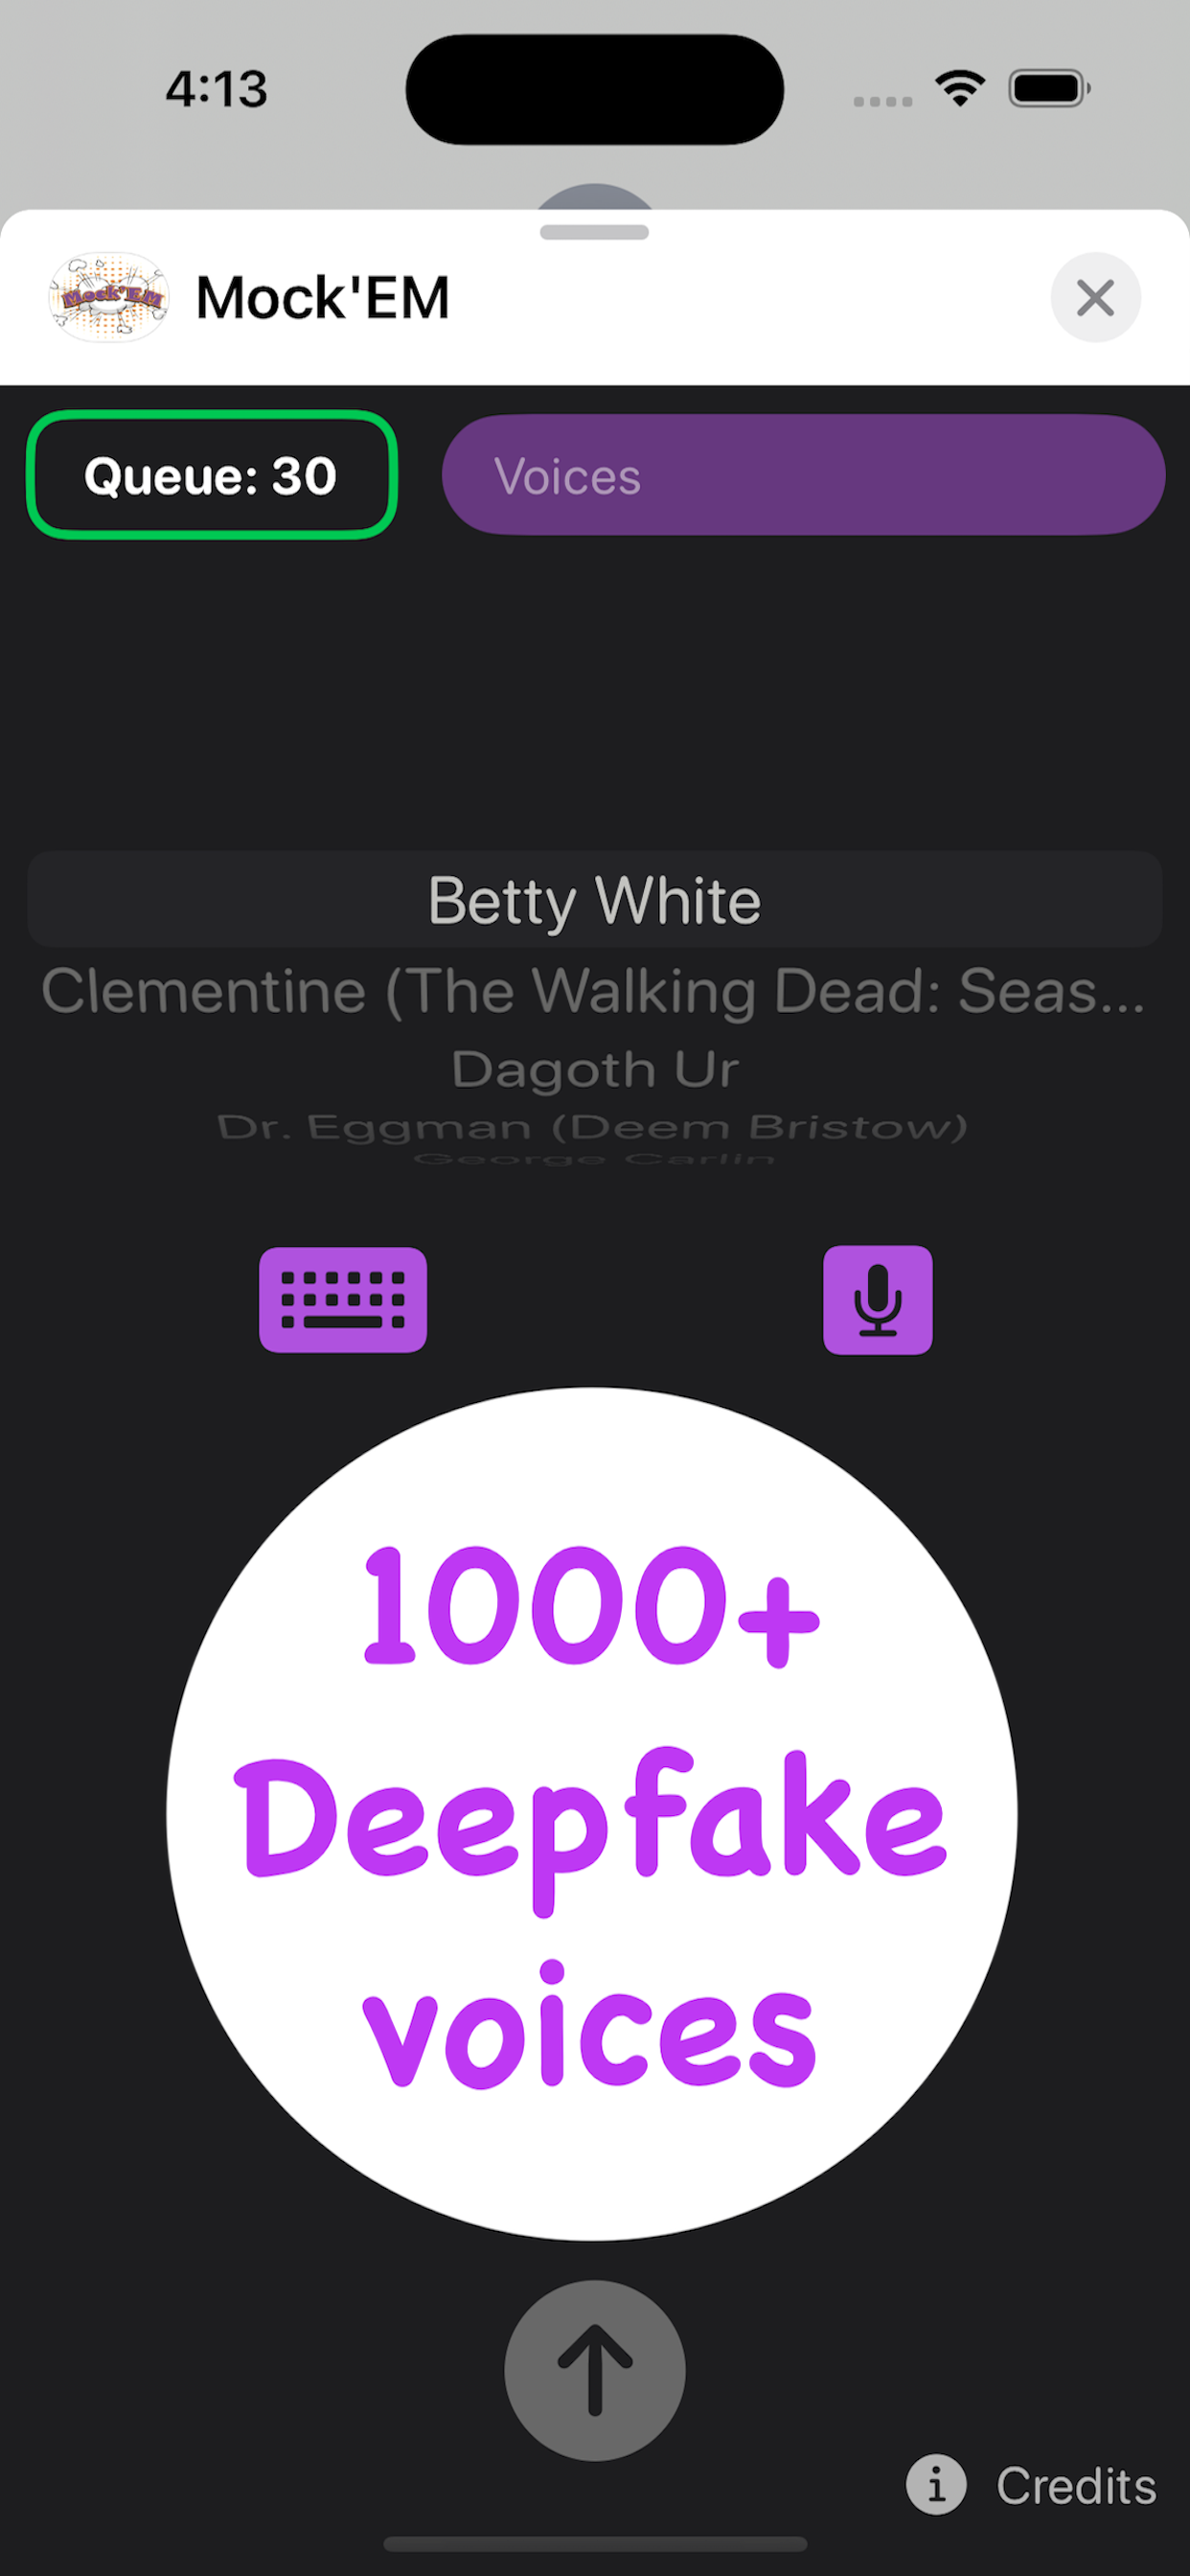 4:13
Mock'EM
Mock'EM
Queue: 30
Voices
Betty White
Clementine (The Walking Dead: Seas...
Dagoth Ur
Dr. Eggman (Deem Bristow)
George Carlin
1000+
Deepfake
voices
Credits